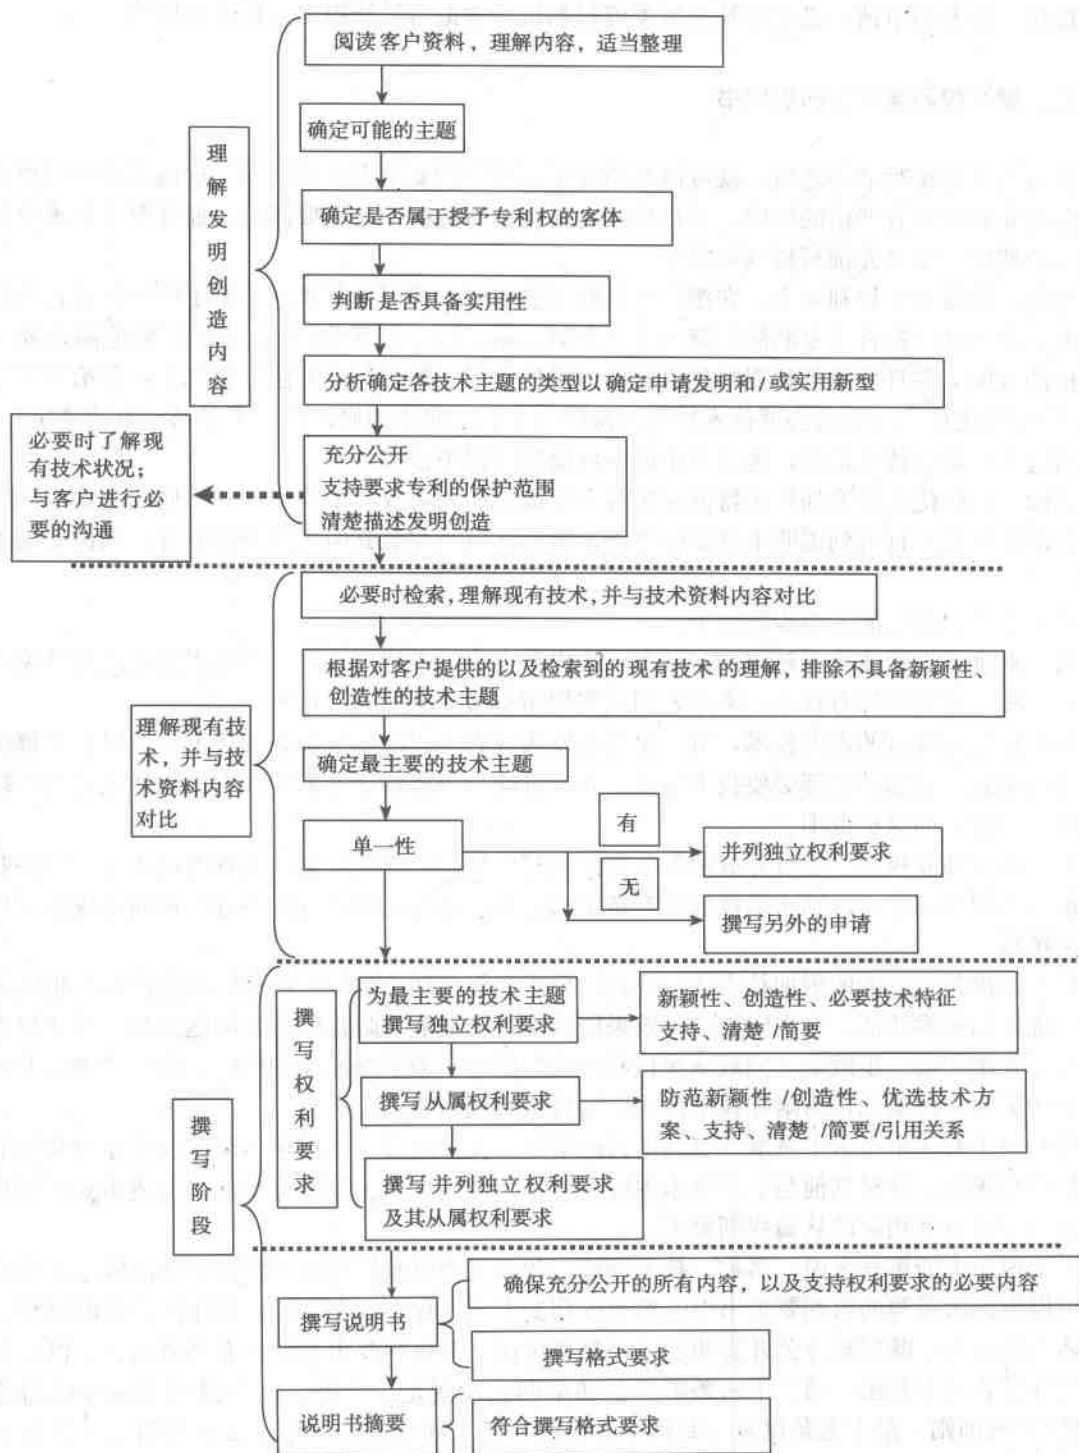 阅读客户资料，理解内容，适当整理
确定可能的主题
理解发明创造内容
确定是否属于授予专利权的客体
判断是否具备实用性
分析确定各技术主题的类型以确定申请发明和/或实用新型
必要时了解现
有技术状况；
与客户进行必
要的沟通
充分公开
支持要求专利的保护范围
清楚描述发明创造
必要时检索,理解现有技术,并与技术资料内容对比
根据对客户提供的以及检索到的现有技术的理解，排除不具备新颖性、
创造性的技术主题
理解现有技
术，并与技
术资料内容
对比
确定最主要的技术主题
单一性
有
并列独立权利要求
无
撰写另外的申请
撰写阶段
撰写权利要求
为最主要的技术主题
撰写独立权利要求
新颖性、创造性、必要技术特征
支持、清楚/简要
撰写从属权利要求
防范新颖性/创造性、优选技术方
案、支持、清楚/简要/引用关系
撰写并列独立权利要求
及其从属权利要求
撰写说明书
确保充分公开的所有内容，以及支持权利要求的必要内容
撰写格式要求
说明书摘要
符合撰写格式要求